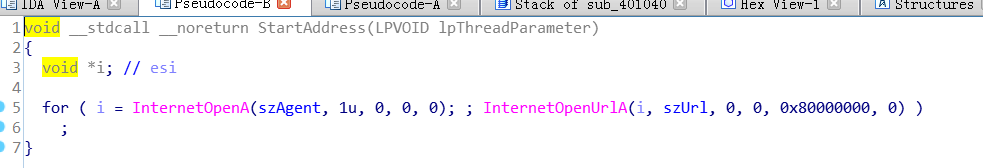 IDA View-A Pseudocode-B Pseudocode-A Stack of sub_401040 Hex View-1 Structures
1 void __stdcall __noreturn StartAddress(LPVOID lpThreadParameter)
2 {
3 void *i; // esi
4
5 for ( i = InternetOpenA(szAgent, 1u, 0, 0, 0); ; InternetOpenUrlA(i, szUrl, 0, 0, 0x80000000, 0) )
6 ;
7 }